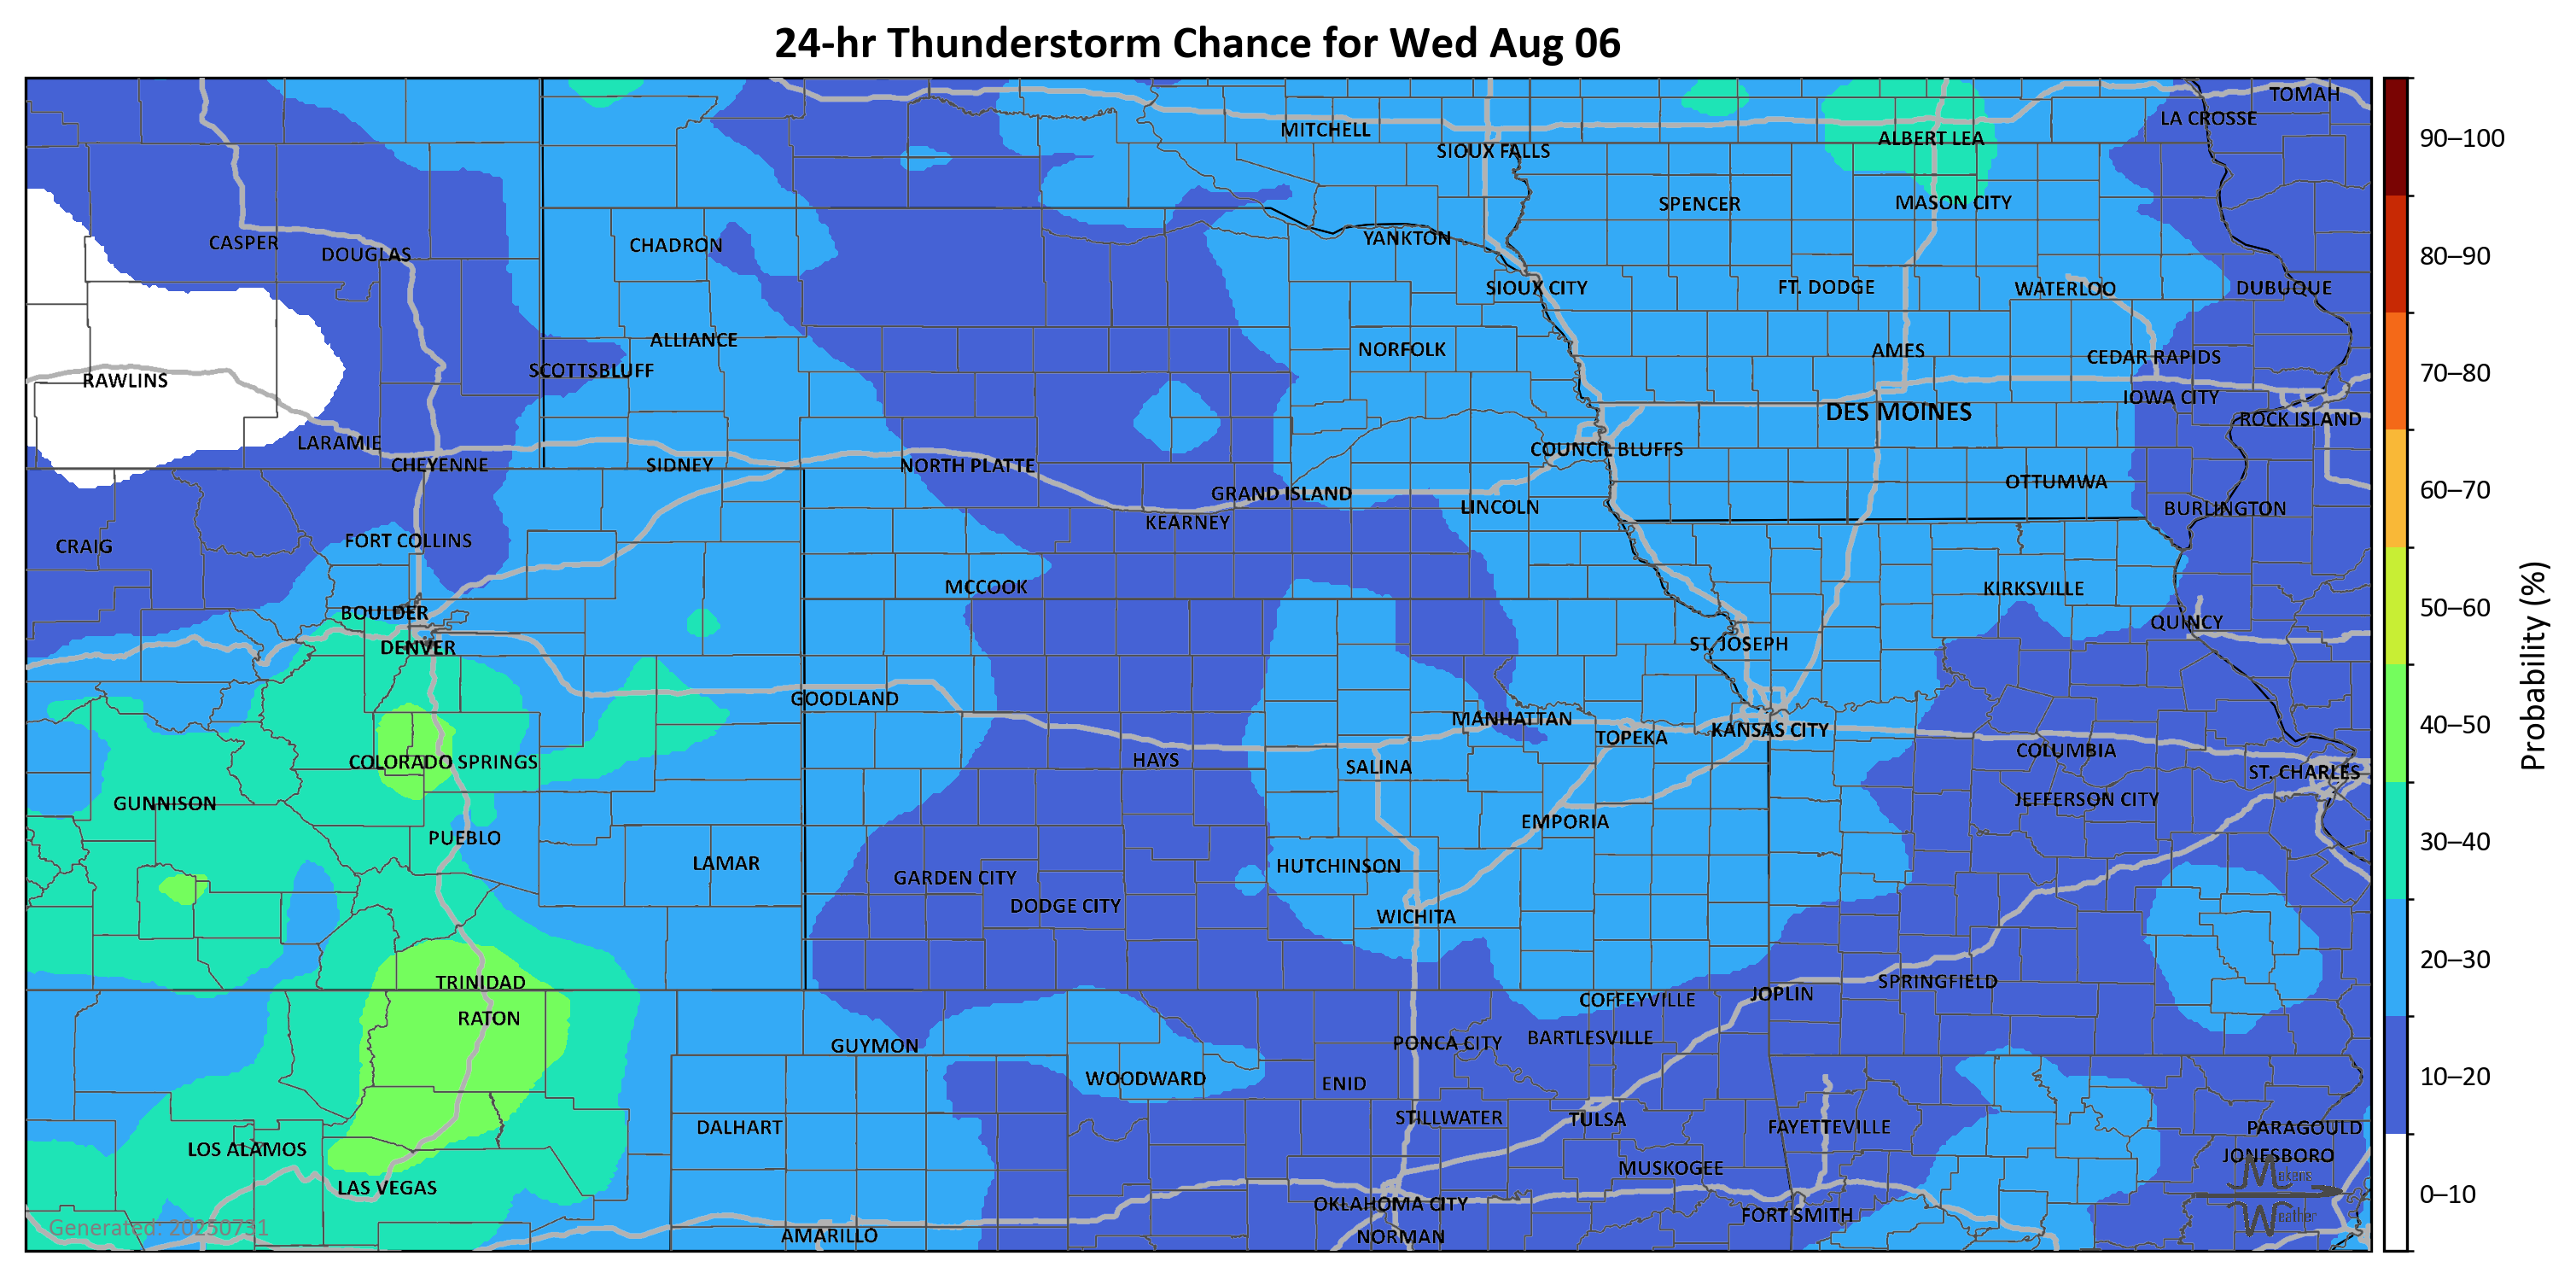 24-hr Thunderstorm Chance for Wed Aug 06
TOMAH
LA CROSSE
MITCHELL
ALBERT LEA
SIOUX FALLS
SPENCER
MASON CITY
CASPER
DOUGLAS
CHADRON
YANKTON
SIOUX CITY
FT. DODGE
WATERLOO
DUBUQUE
ALLIANCE
NORFOLK
AMES
CEDAR RAPIDS
SCOTTSBLUFF
RAWLINS
IOWA CITY
DES MOINES
ROCK ISLAND
LARAMIE
COUNCIL BLUFFS
CHEYENNE
SIDNEY
NORTH PLATTE
OTTUMWA
GRAND ISLAND
LINCOLN
BURLINGTON
KEARNEY
CRAIG
FORT COLLINS
MCCOOK
KIRKSVILLE
BOULDER
QUINCY
DENVER
ST. JOSEPH
GOODLAND
MANHATTAN
KANSAS CITY
TOPEKA
COLUMBIA
COLORADO SPRINGS
HAYS
SALINA
ST. CHARLES
GUNNISON
JEFFERSON CITY
EMPORIA
PUEBLO
LAMAR
HUTCHINSON
GARDEN CITY
DODGE CITY
WICHITA
TRINIDAD
SPRINGFIELD
JOPLIN
COFFEYVILLE
RATON
BARTLESVILLE
GUYMON
PONCA CITY
WOODWARD
ENID
STILLWATER
TULSA
DALHART
FAYETTEVILLE
PARAGOULD
LOS ALAMOS
JONESBORO
MUSKOGEE
Makens
LAS VEGAS
OKLAHOMA CITY
FORT SMITH
Weather
Generated: 20250731
AMARILLO
NORMAN
90–100
80–90
70–80
60–70
50–60
40–50
30–40
20–30
10–20
0–10
Probability (%)